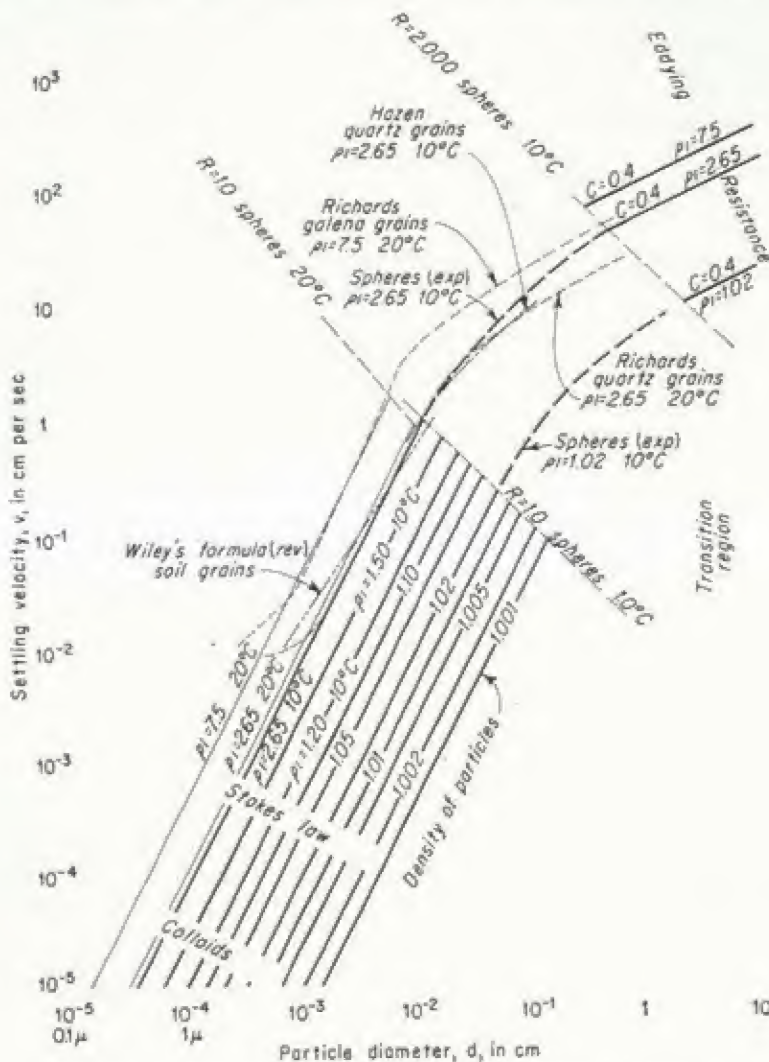 Settling velocity, v, in cm per sec
10³
10²
10
1
10⁻¹
10⁻²
10⁻³
10⁻⁴
10⁻⁵
R=2,000 spheres 10°C
Eddying
Resistance
Hazen
quartz grains
ρ1=2.65 10°C
C=0.4 ρ1=7.5
C=0.4 ρ1=2.65
C=0.4
ρ1=1.02
R=1.0 spheres 20°C
Richards
galena grains
ρ1=7.5 20°C
Spheres (exp)
ρ1=2.65 10°C
Richards
quartz grains
ρ1=2.65 20°C
Spheres (exp)
ρ1=1.02 10°C
R=1.0 spheres 10°C
Transition
region
Wiley's formula(rev)
soil grains
ρ1=1.50-10°C
1.10
1.02
1.005
1.001
ρ1=7.5 20°C
ρ1=2.65 20°C
ρ1=2.65 10°C
ρ1=1.20-10°C
1.05
1.01
1.002
Density of particles
Stokes law
Colloids
10⁻⁵
0.1μ
10⁻⁴
1μ
10⁻³
10⁻²
10⁻¹
1
10
Particle diameter, d, in cm